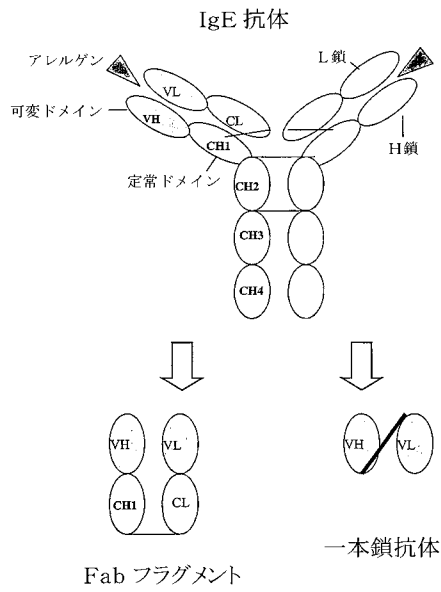 IgE 抗体
アレルゲン
L鎖
VL
可変ドメイン
VH
CL
CH1
H鎖
定常ドメイン
CH2
CH3
CH4
VH
VL
VH
VL
CH1
CL
一本鎖抗体
Fab フラグメント